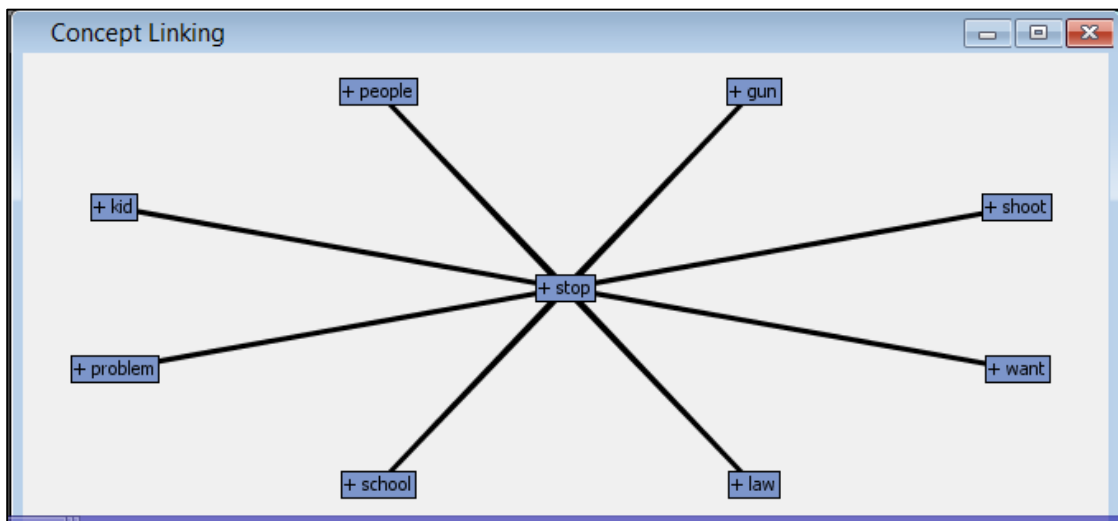 Concept Linking
+ people
+ gun
+ kid
+ shoot
+ stop
+ problem
+ want
+ school
+ law